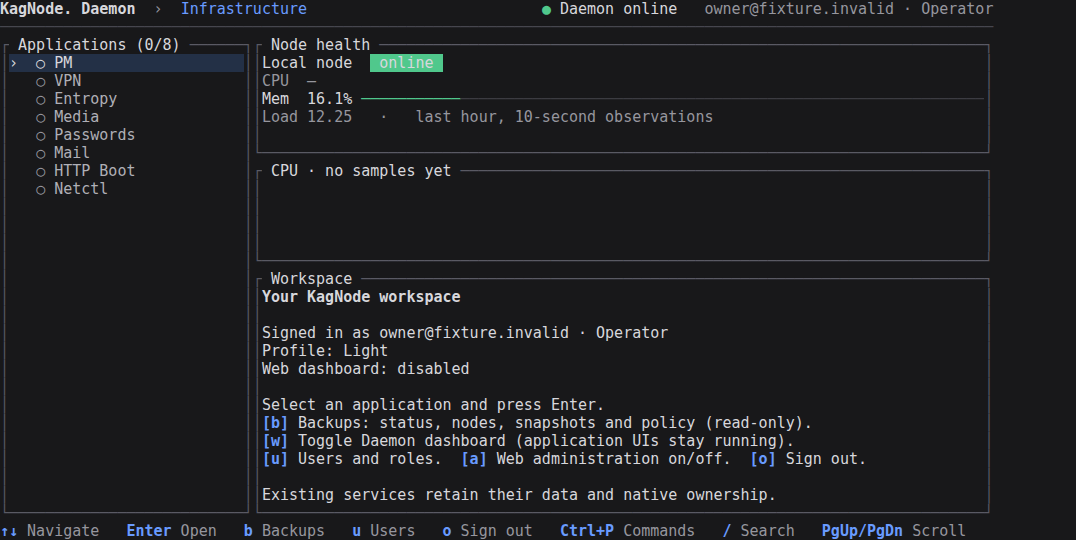 KagNode. Daemon › Infrastructure ● Daemon online owner@fixture.invalid · Operator
Applications (0/8)
› ○ PM
○ VPN
○ Entropy
○ Media
○ Passwords
○ Mail
○ HTTP Boot
○ Netctl
Node health
Local node online
CPU —
Mem 16.1%
Load 12.25 · last hour, 10-second observations
CPU · no samples yet
Workspace
Your KagNode workspace
Signed in as owner@fixture.invalid · Operator
Profile: Light
Web dashboard: disabled
Select an application and press Enter.
[b] Backups: status, nodes, snapshots and policy (read-only).
[w] Toggle Daemon dashboard (application UIs stay running).
[u] Users and roles. [a] Web administration on/off. [o] Sign out.
Existing services retain their data and native ownership.
↑↓ Navigate Enter Open b Backups u Users o Sign out Ctrl+P Commands / Search PgUp/PgDn Scroll